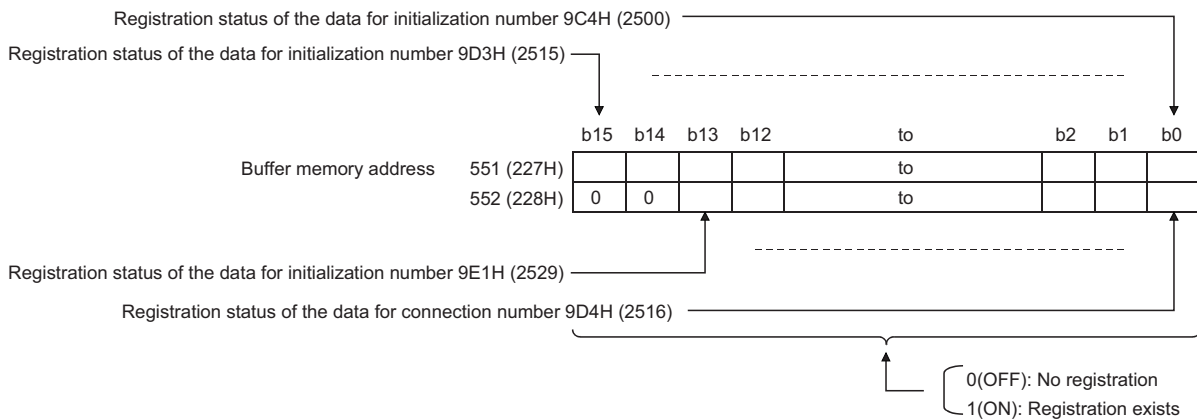 Registration status of the data for initialization number 9C4H (2500)
Registration status of the data for initialization number 9D3H (2515)
b15 b14 b13 b12 to b2 b1 b0
Buffer memory address 551 (227H) to
552 (228H) 0 0 to
Registration status of the data for initialization number 9E1H (2529)
Registration status of the data for connection number 9D4H (2516)
0(OFF): No registration
1(ON): Registration exists